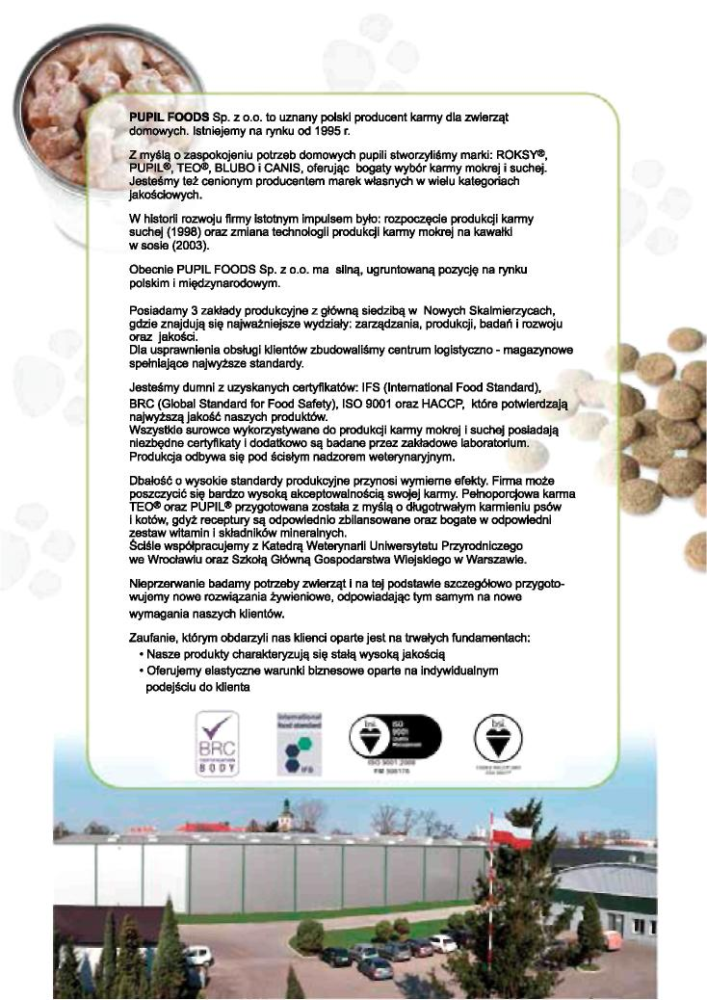 PUPIL FOODS Sp. z o.o. to uznany polski producent karmy dla zwierząt
domowych. Istniejemy na rynku od 1995 r.
Z myślą o zaspokojeniu potrzeb domowych pupili stworzyliśmy marki: ROKSY®,
PUPIL®, TEO®, BLUBO i CANIS, oferując bogaty wybór karmy mokrej i suchej.
Jesteśmy też cenionym producentem marek własnych w wielu kategoriach
jakościowych.
W historii rozwoju firmy istotnym impulsem było: rozpoczęcie produkcji karmy
suchej (1998) oraz zmiana technologii produkcji karmy mokrej na kawałki
w sosie (2003).
Obecnie PUPIL FOODS Sp. z o.o. ma silną, ugruntowaną pozycję na rynku
polskim i międzynarodowym.
Posiadamy 3 zakłady produkcyjne z główną siedzibą w Nowych Skalmierzycach,
gdzie znajdują się najważniejsze wydziały: zarządzania, produkcji, badań i rozwoju
oraz jakości.
Dla usprawnienia obsługi klientów zbudowaliśmy centrum logistyczno - magazynowe
spełniające najwyższe standardy.
Jesteśmy dumni z uzyskanych certyfikatów: IFS (International Food Standard),
BRC (Global Standard for Food Safety), ISO 9001 oraz HACCP, które potwierdzają
najwyższą jakość naszych produktów.
Wszystkie surowce wykorzystywane do produkcji karmy mokrej i suchej posiadają
niezbędne certyfikaty i dodatkowo są badane przez zakładowe laboratorium.
Produkcja odbywa się pod ścisłym nadzorem weterynaryjnym.
Dbałość o wysokie standardy produkcyjne przynosi wymierne efekty. Firma może
poszczycić się bardzo wysoką akceptowalnością swojej karmy. Pełnoporcjowa karma
TEO® oraz PUPIL® przygotowana została z myślą o długotrwałym karmieniu psów
i kotów, gdyż receptury są odpowiednio zbilansowane oraz bogate w odpowiedni
zestaw witamin i składników mineralnych.
Ściśle współpracujemy z Katedrą Weterynarii Uniwersytetu Przyrodniczego
we Wrocławiu oraz Szkołą Główną Gospodarstwa Wiejskiego w Warszawie.
Nieprzerwanie badamy potrzeby zwierząt i na tej podstawie szczegółowo przygoto-
wujemy nowe rozwiązania żywieniowe, odpowiadając tym samym na nowe
wymagania naszych klientów.
Zaufanie, którym obdarzyli nas klienci oparte jest na trwałych fundamentach:
• Nasze produkty charakteryzują się stałą wysoką jakością
• Oferujemy elastyczne warunki biznesowe oparte na indywidualnym
podejściu do klienta
BRC
CERTIFICATION
BODY
International
food standard
IFS
bsi.
ISO
9001
Quality
Management
ISO 9001:2008
bsi.